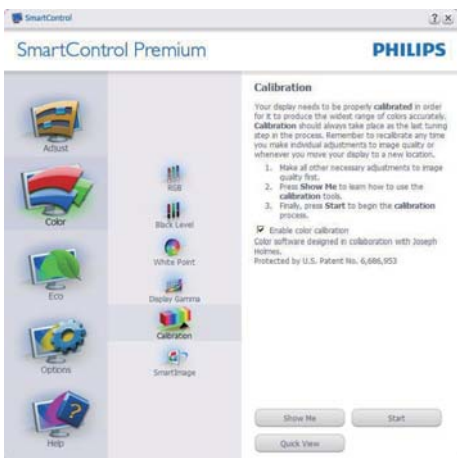 SmartControl
? x
SmartControl Premium
PHILIPS
Adjust
Color
Eco
Options
Help
RGB
Black Level
White Point
Display Gamma
Calibration
SmartImage
Calibration
Your display needs to be properly calibrated in order
for it to produce the widest range of colors accurately.
Calibration should always take place as the last tuning
step in the process. Remember to recalibrate any time
you make individual adjustments to image quality or
whenever you move your display to a new location.
1. Make all other necessary adjustments to image
quality first.
2. Press Show Me to learn how to use the
calibration tools.
3. Finally, press Start to begin the calibration
process.
Enable color calibration
Color software designed in collaboration with Joseph
Holmes.
Protected by U.S. Patent No. 6,686,953
Show Me
Start
Quick View